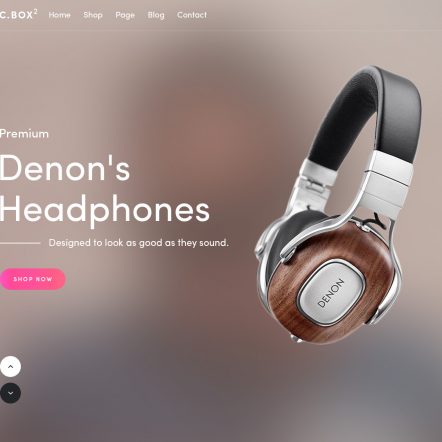 C.BOX²
Home Shop Page Blog Contact
Premium
Denon's
Headphones
Designed to look as good as they sound.
SHOP NOW
DENON